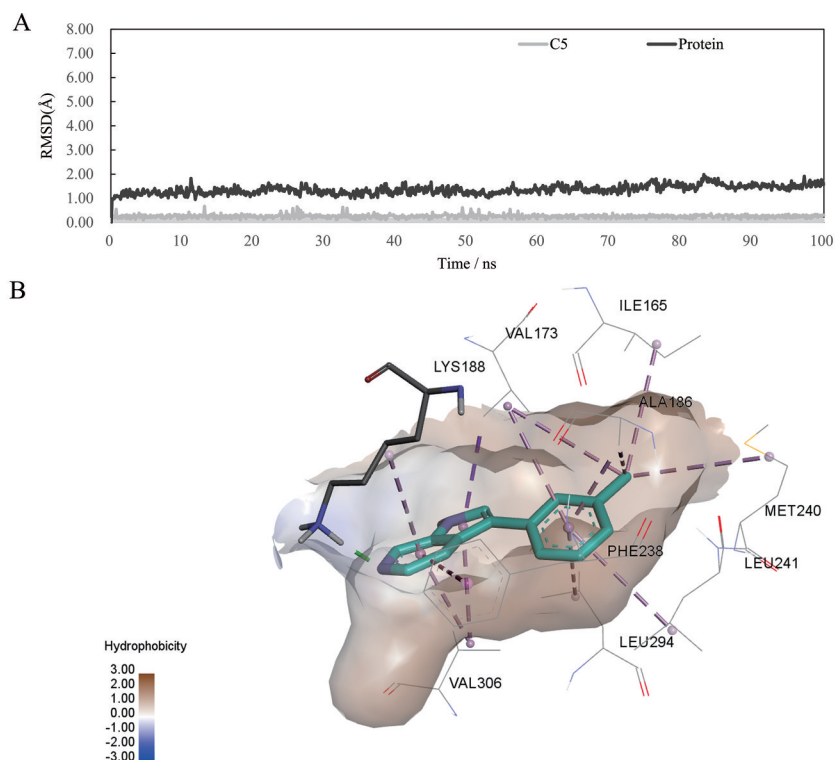 A
8.00
7.00
6.00
5.00
4.00
3.00
2.00
1.00
0.00
RMSD(Å)
C5 Protein
0 10 20 30 40 50 60 70 80 90 100
Time / ns
B
ILE165
VAL173
LYS188
ALA186
MET240
PHE238
LEU241
LEU294
VAL306
Hydrophobicity
3.00
2.00
1.00
0.00
-1.00
-2.00
-3.00